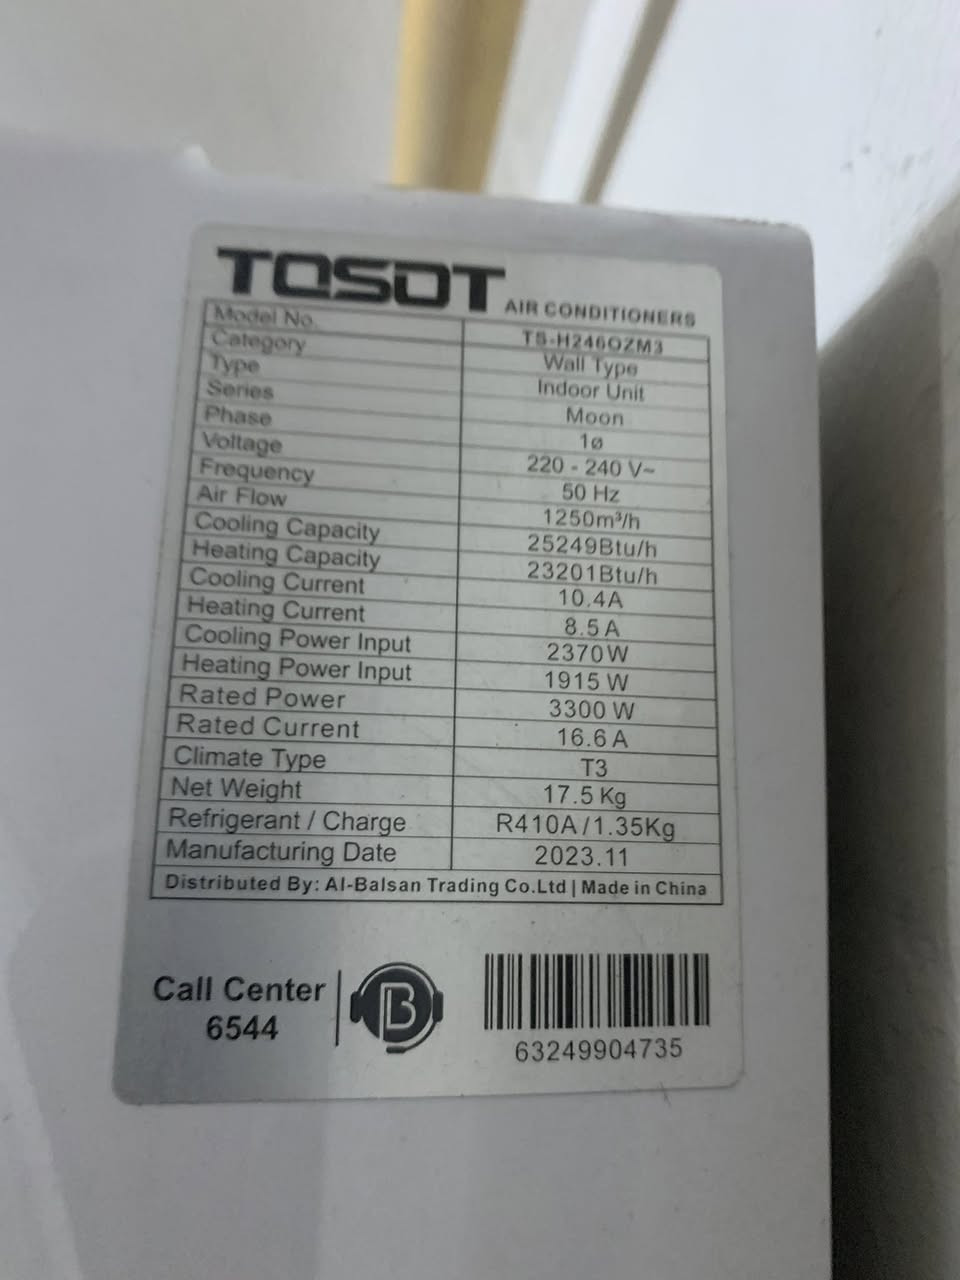 TOSOT AIR CONDITIONERS
Model No. TS-H246OZM3
Category Wall Type
Type Indoor Unit
Series Moon
Phase 1ø
Voltage 220 - 240 V~
Frequency 50 Hz
Air Flow 1250m³/h
Cooling Capacity 25249Btu/h
Heating Capacity 23201Btu/h
Cooling Current 10.4A
Heating Current 8.5 A
Cooling Power Input 2370W
Heating Power Input 1915 W
Rated Power 3300 W
Rated Current 16.6 A
Climate Type T3
Net Weight 17.5 Kg
Refrigerant / Charge R410A/1.35Kg
Manufacturing Date 2023.11
Distributed By: Al-Balsan Trading Co.Ltd | Made in China
Call Center
6544
B
63249904735